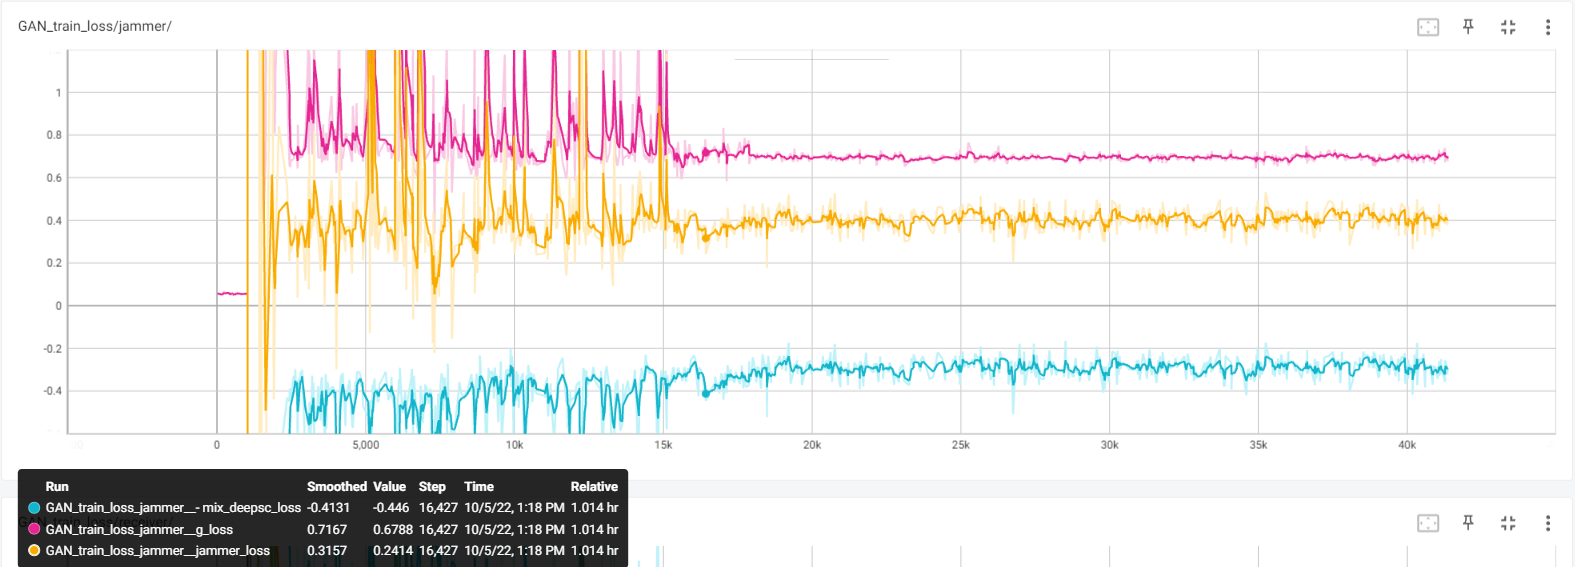 GAN_train_loss/jammer/
1
0.8
0.6
0.4
0.2
0
-0.2
-0.4
0 5,000 10k 15k 20k 25k 30k 35k 40k
Run Smoothed Value Step Time Relative
GAN_train_loss_jammer__- mix_deepsc_loss -0.4131 -0.446 16,427 10/5/22, 1:18 PM 1.014 hr
GAN_train_loss_jammer__g_loss 0.7167 0.6788 16,427 10/5/22, 1:18 PM 1.014 hr
GAN_train_loss_jammer__jammer_loss 0.3157 0.2414 16,427 10/5/22, 1:18 PM 1.014 hr